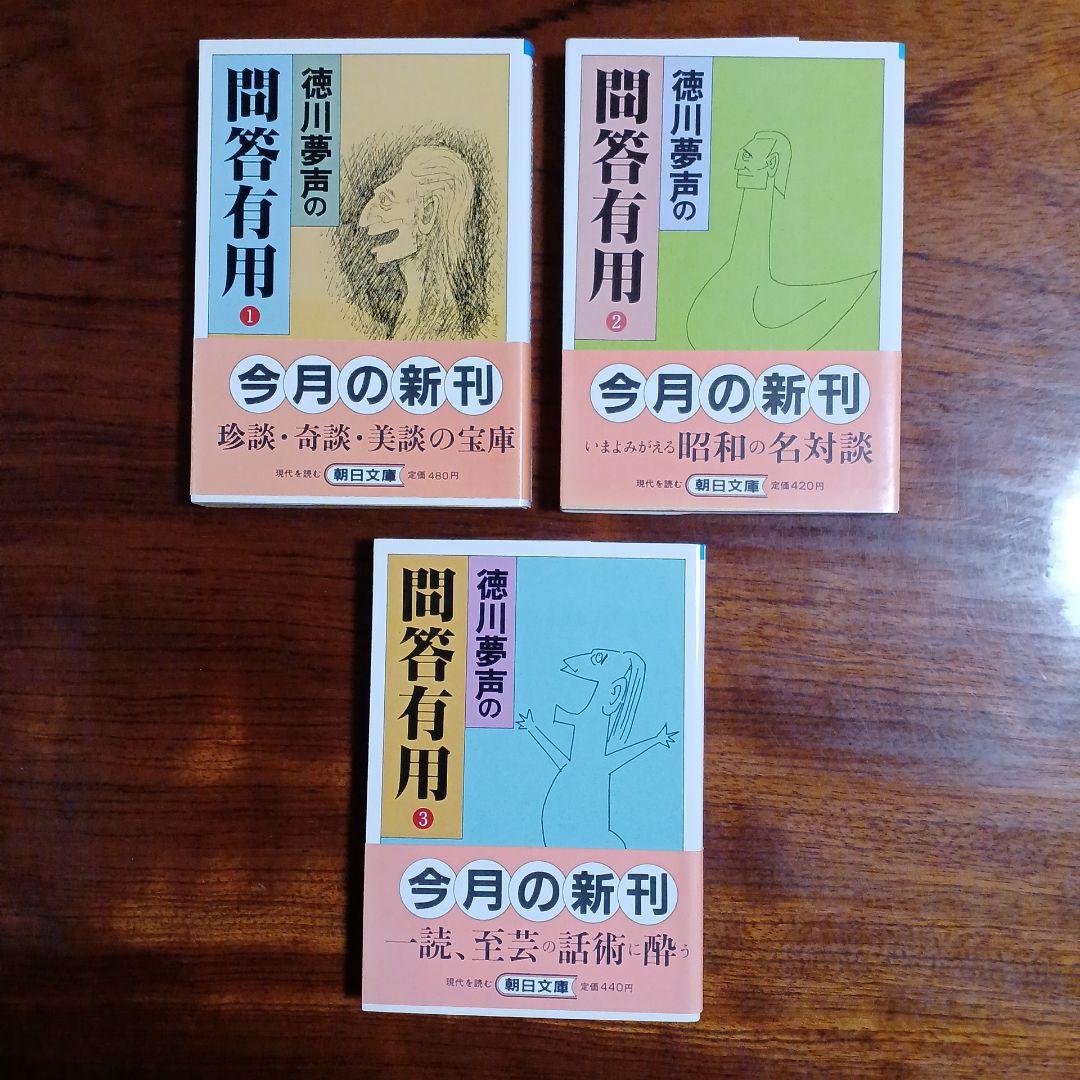 徳川夢声の
問答有用
1
今月の新刊
珍談・奇談・美談の宝庫
現代を読む 朝日文庫 定価480円
徳川夢声の
問答有用
2
今月の新刊
いまよみがえる昭和の名対談
現代を読む 朝日文庫 定価420円
徳川夢声の
問答有用
3
今月の新刊
一読、至芸の話術に酔う
現代を読む 朝日文庫 定価440円